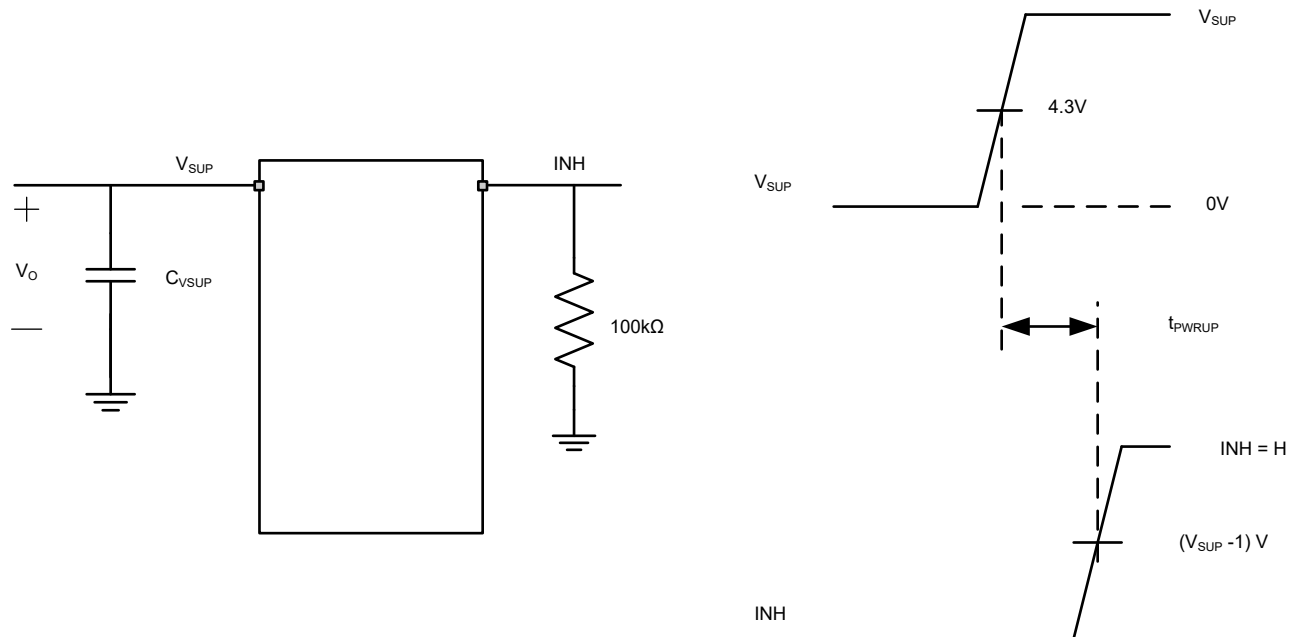 V_SUP
INH
+
V_O
C_VSUP
—
100kΩ
V_SUP
4.3V
V_SUP
0V
t_PWRUP
INH = H
(V_SUP -1) V
INH